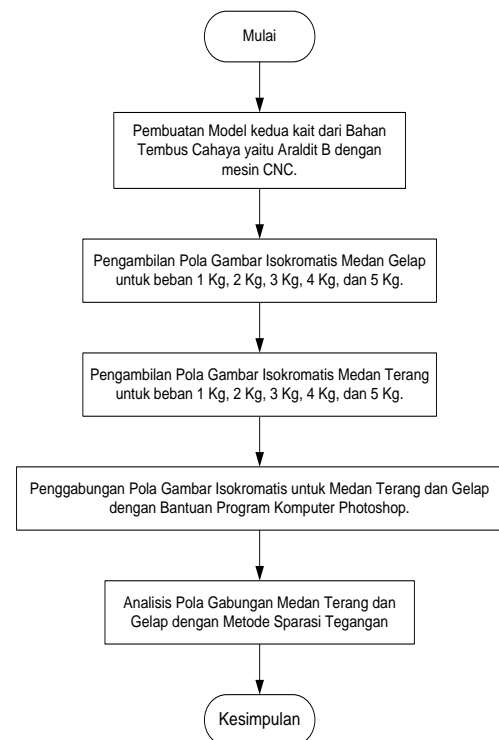 Mulai
Pembuatan Model kedua kait dari Bahan
Tembus Cahaya yaitu Araldit B dengan
mesin CNC.
Pengambilan Pola Gambar Isokromatis Medan Gelap
untuk beban 1 Kg, 2 Kg, 3 Kg, 4 Kg, dan 5 Kg.
Pengambilan Pola Gambar Isokromatis Medan Terang
untuk beban 1 Kg, 2 Kg, 3 Kg, 4 Kg, dan 5 Kg.
Penggabungan Pola Gambar Isokromatis untuk Medan Terang dan Gelap
dengan Bantuan Program Komputer Photoshop.
Analisis Pola Gabungan Medan Terang dan
Gelap dengan Metode Sparasi Tegangan
Kesimpulan